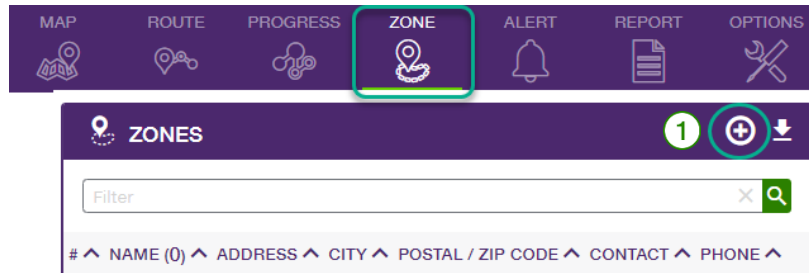 MAP ROUTE PROGRESS ZONE ALERT REPORT OPTIONS
ZONES 1
Filter
# NAME (0) ADDRESS CITY POSTAL / ZIP CODE CONTACT PHONE